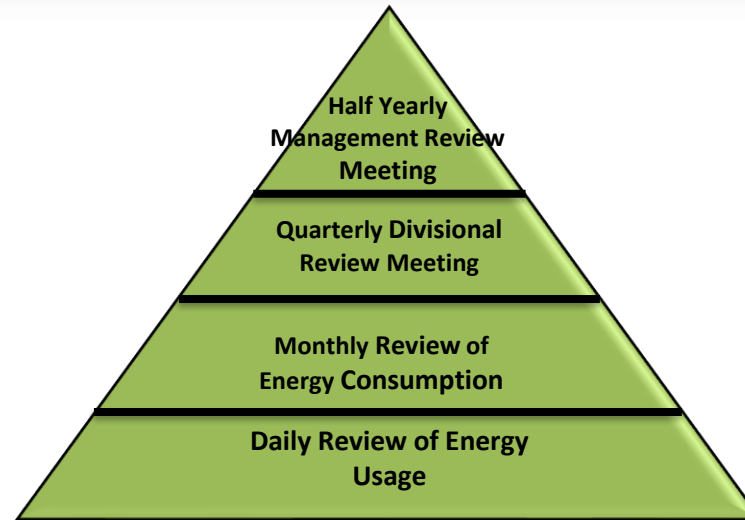 Half Yearly
Management Review
Meeting
Quarterly Divisional
Review Meeting
Monthly Review of
Energy Consumption
Daily Review of Energy
Usage